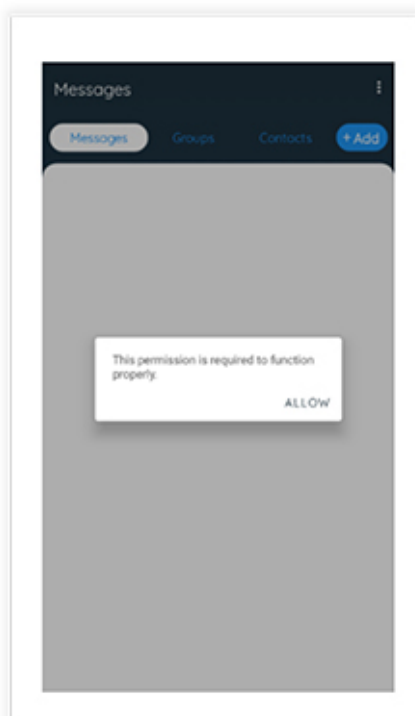 Messages
Messages Groups Contacts + Add
This permission is required to function
properly.
ALLOW